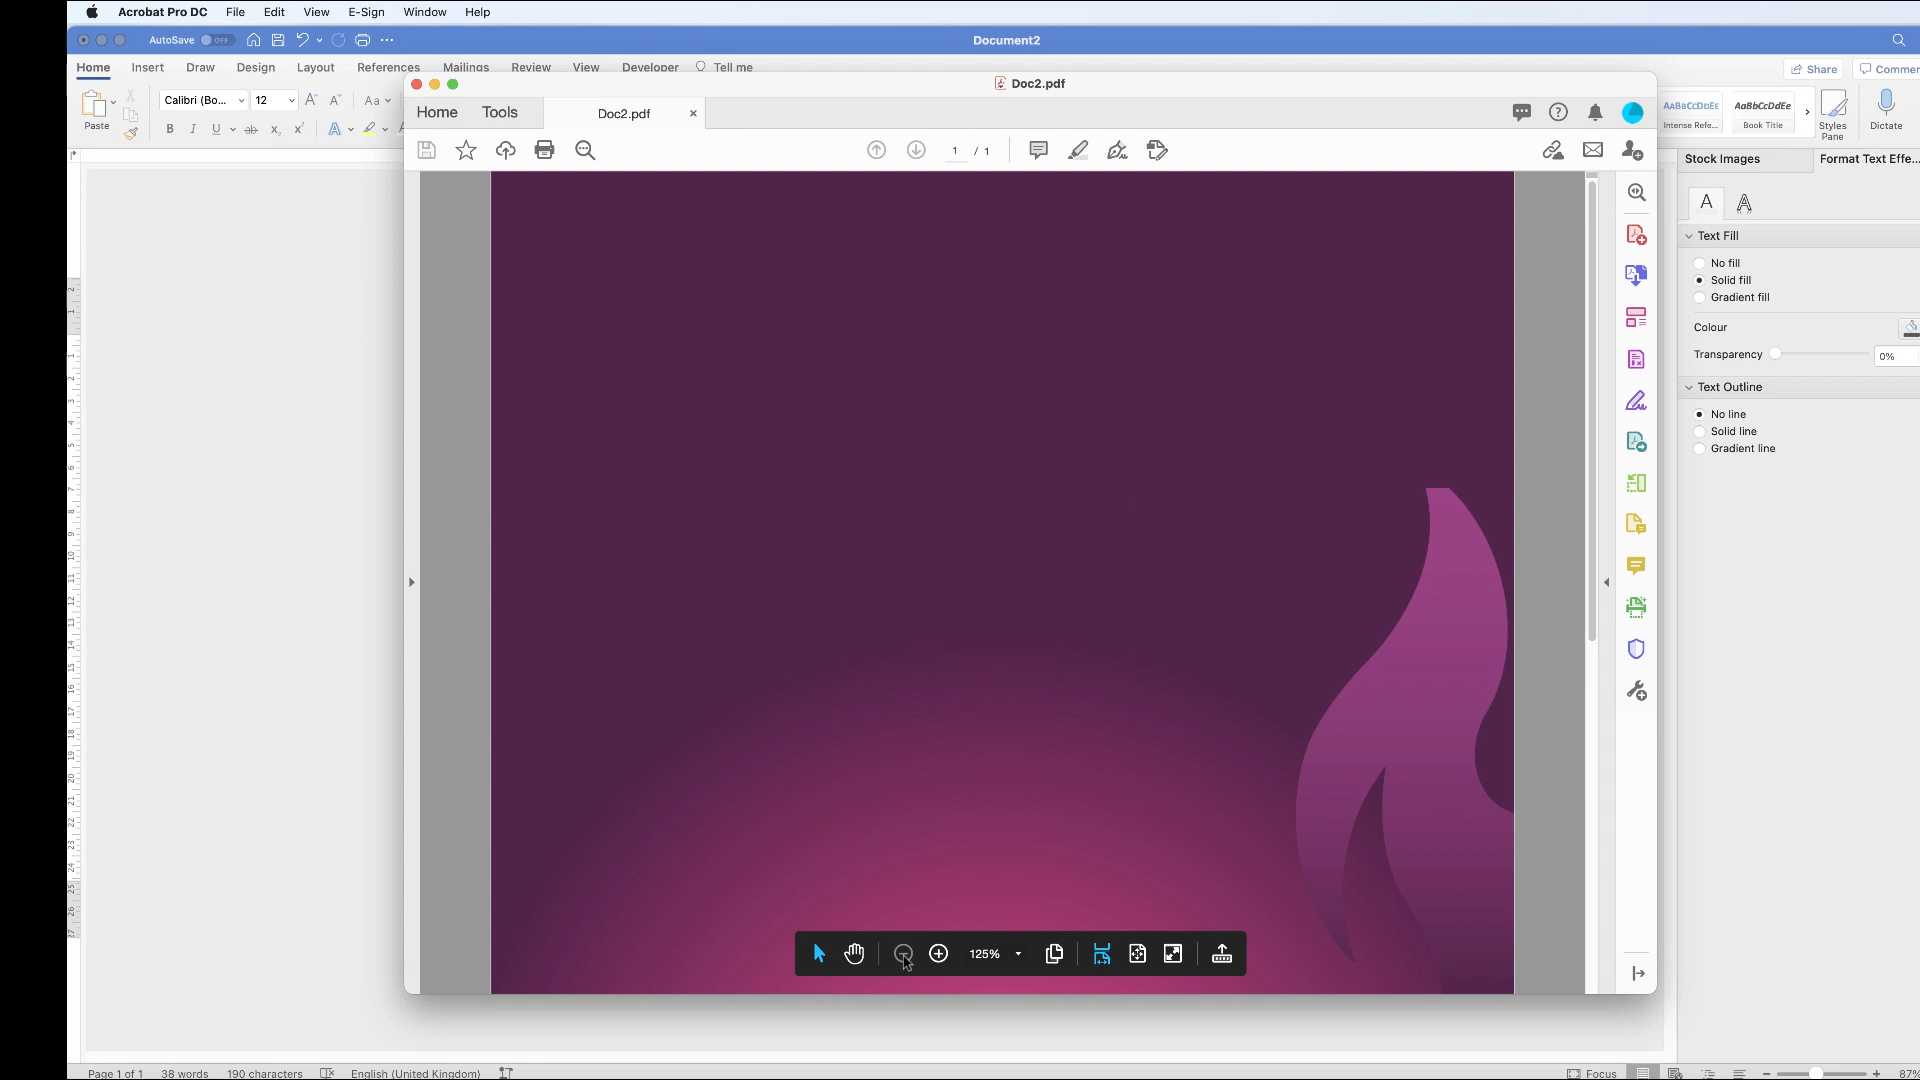 Acrobat Pro DC File Edit View E-Sign Window Help
AutoSave OFF Document2
Home Insert Draw Design Layout References Mailings Review View Developer Tell me Share Commen
Doc2.pdf
Home Tools Doc2.pdf ×
Calibri (Bo... 12 Aa
Paste
B I U ab x₂ x² A
AaBbCcDdEe AaBbCcDdEe
Intense Refe... Book Title Styles Pane Dictate
1 / 1
Stock Images Format Text Effe...
A A
Text Fill
No fill
Solid fill
Gradient fill
Colour
Transparency 0%
Text Outline
No line
Solid line
Gradient line
125%
Page 1 of 1 38 words 190 characters English (United Kingdom) Focus 87%